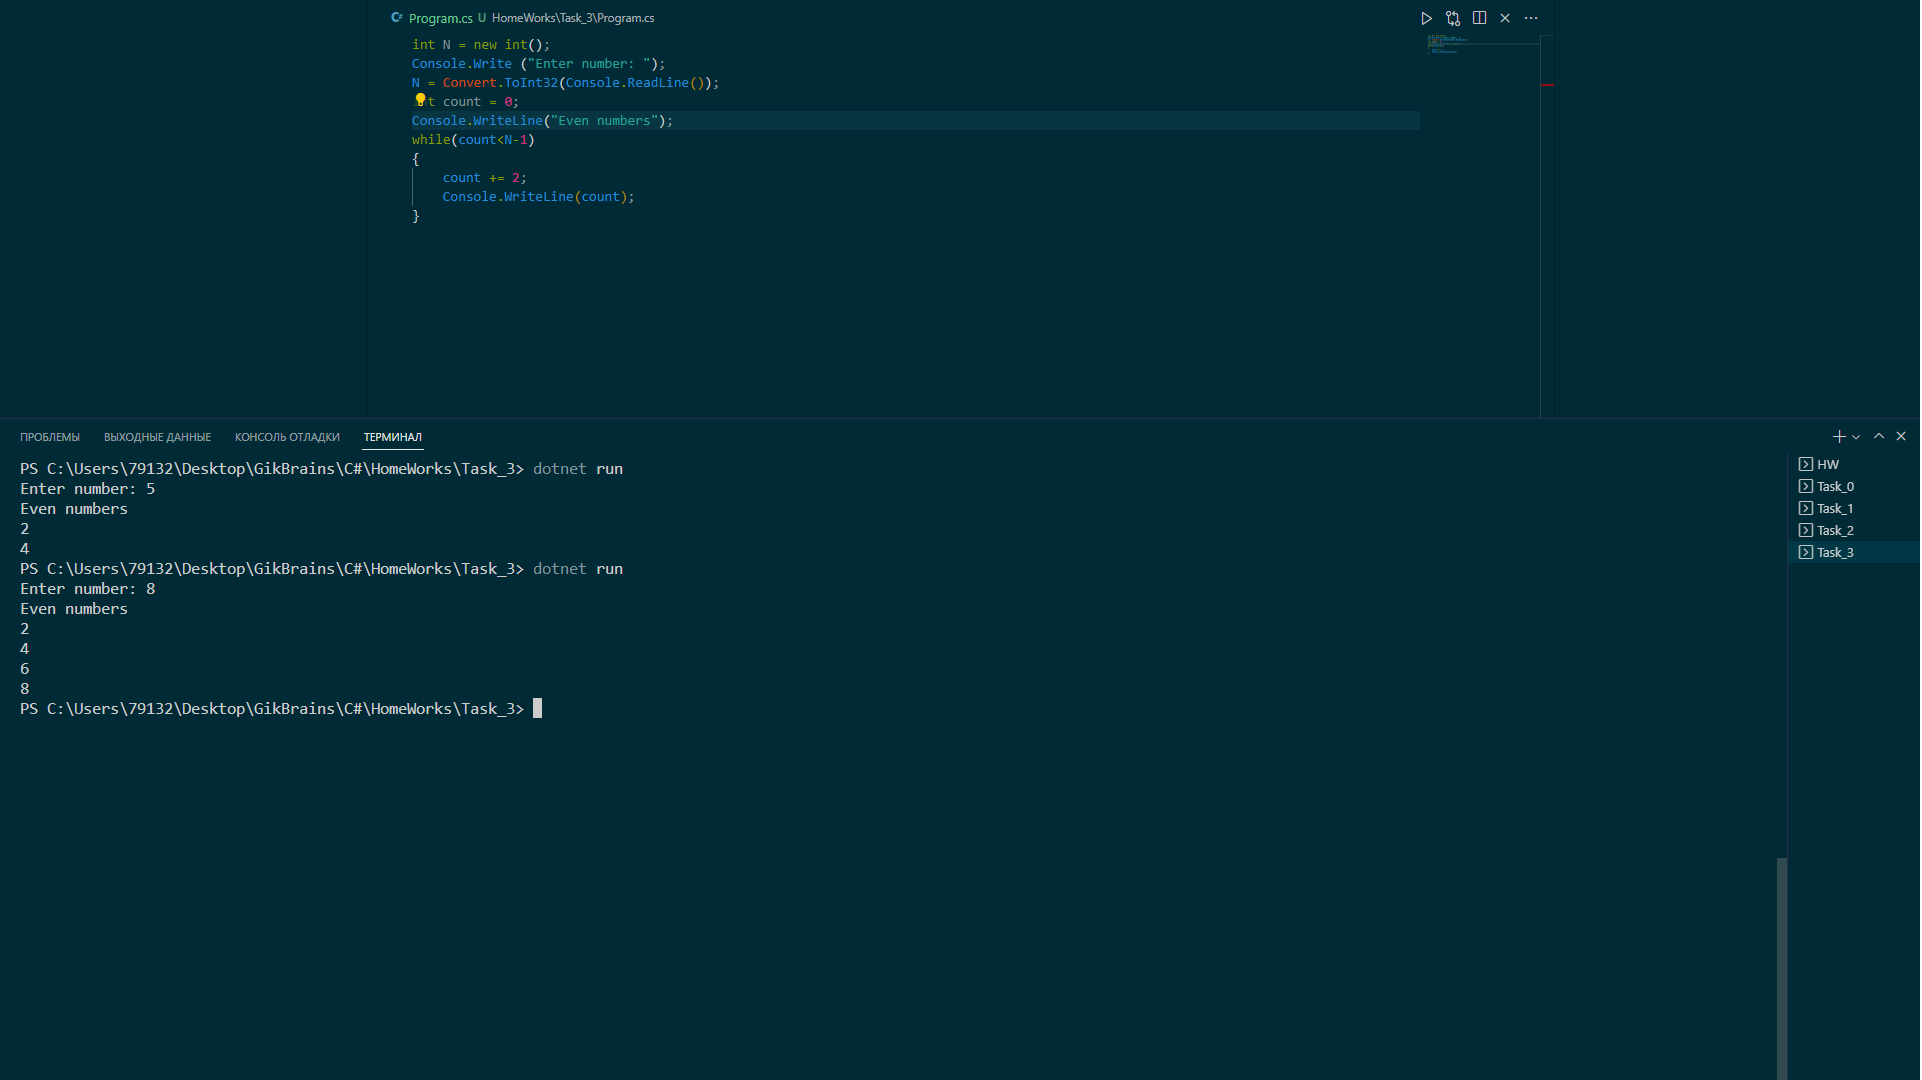 Program.cs U HomeWorks\Task_3\Program.cs
int N = new int();
Console.Write ("Enter number: ");
N = Convert.ToInt32(Console.ReadLine());
t count = 0;
Console.WriteLine("Even numbers");
while(count<N-1)
{
count += 2;
Console.WriteLine(count);
}
ПРОБЛЕМЫ ВЫХОДНЫЕ ДАННЫЕ КОНСОЛЬ ОТЛАДКИ ТЕРМИНАЛ
PS C:\Users\79132\Desktop\GikBrains\C#\HomeWorks\Task_3> dotnet run
Enter number: 5
Even numbers
2
4
PS C:\Users\79132\Desktop\GikBrains\C#\HomeWorks\Task_3> dotnet run
Enter number: 8
Even numbers
2
4
6
8
PS C:\Users\79132\Desktop\GikBrains\C#\HomeWorks\Task_3>
HW
Task_0
Task_1
Task_2
Task_3